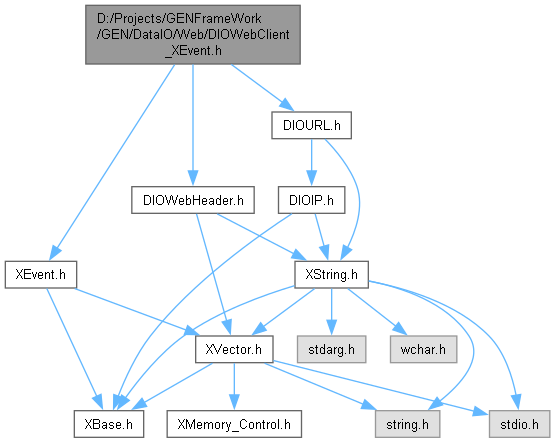 D:/Projects/GENFrameWork
/GEN/DataIO/Web/DIOWebClient
_XEvent.h
DIOURL.h
DIOWebHeader.h
DIOIP.h
XEvent.h
XString.h
XVector.h
stdarg.h
wchar.h
XBase.h
XMemory_Control.h
string.h
stdio.h